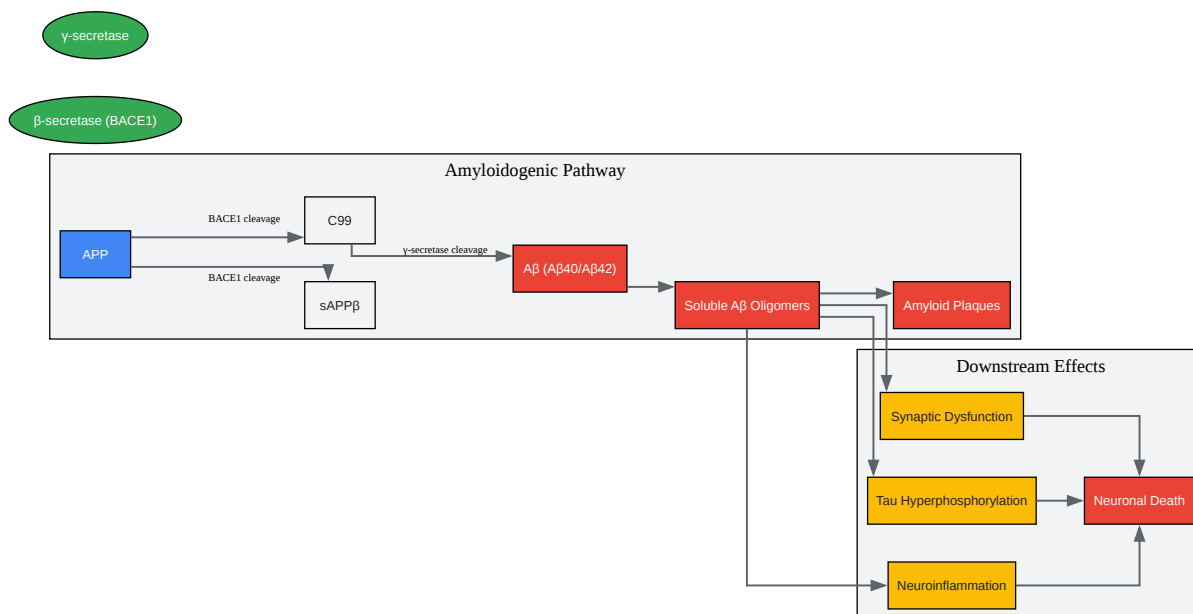 γ-secretase
β-secretase (BACE1)
Amyloidogenic Pathway
BACE1 cleavage
C99
APP
γ-secretase cleavage
Aβ (Aβ40/Aβ42)
BACE1 cleavage
sAPPβ
Soluble Aβ Oligomers
Amyloid Plaques
Downstream Effects
Synaptic Dysfunction
Tau Hyperphosphorylation
Neuronal Death
Neuroinflammation